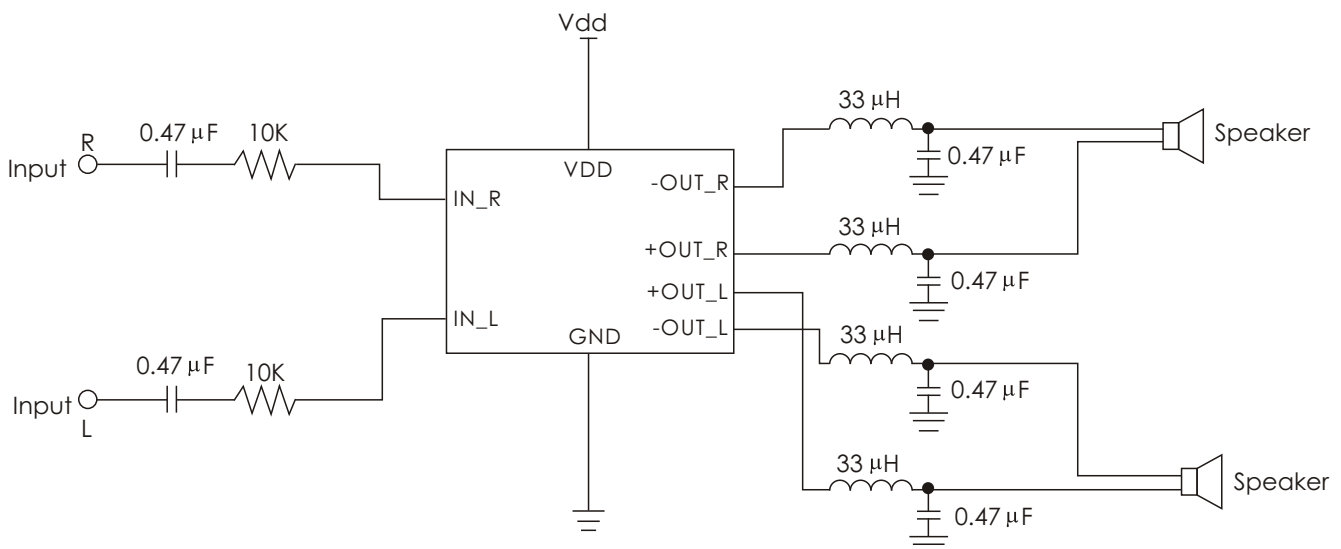 Vdd
33 μH
R
0.47 μF
10K
Input
Speaker
0.47 μF
VDD
-OUT_R
IN_R
33 μH
+OUT_R
0.47 μF
+OUT_L
IN_L
-OUT_L
GND
33 μH
0.47 μF
10K
0.47 μF
Input
L
33 μH
Speaker
0.47 μF